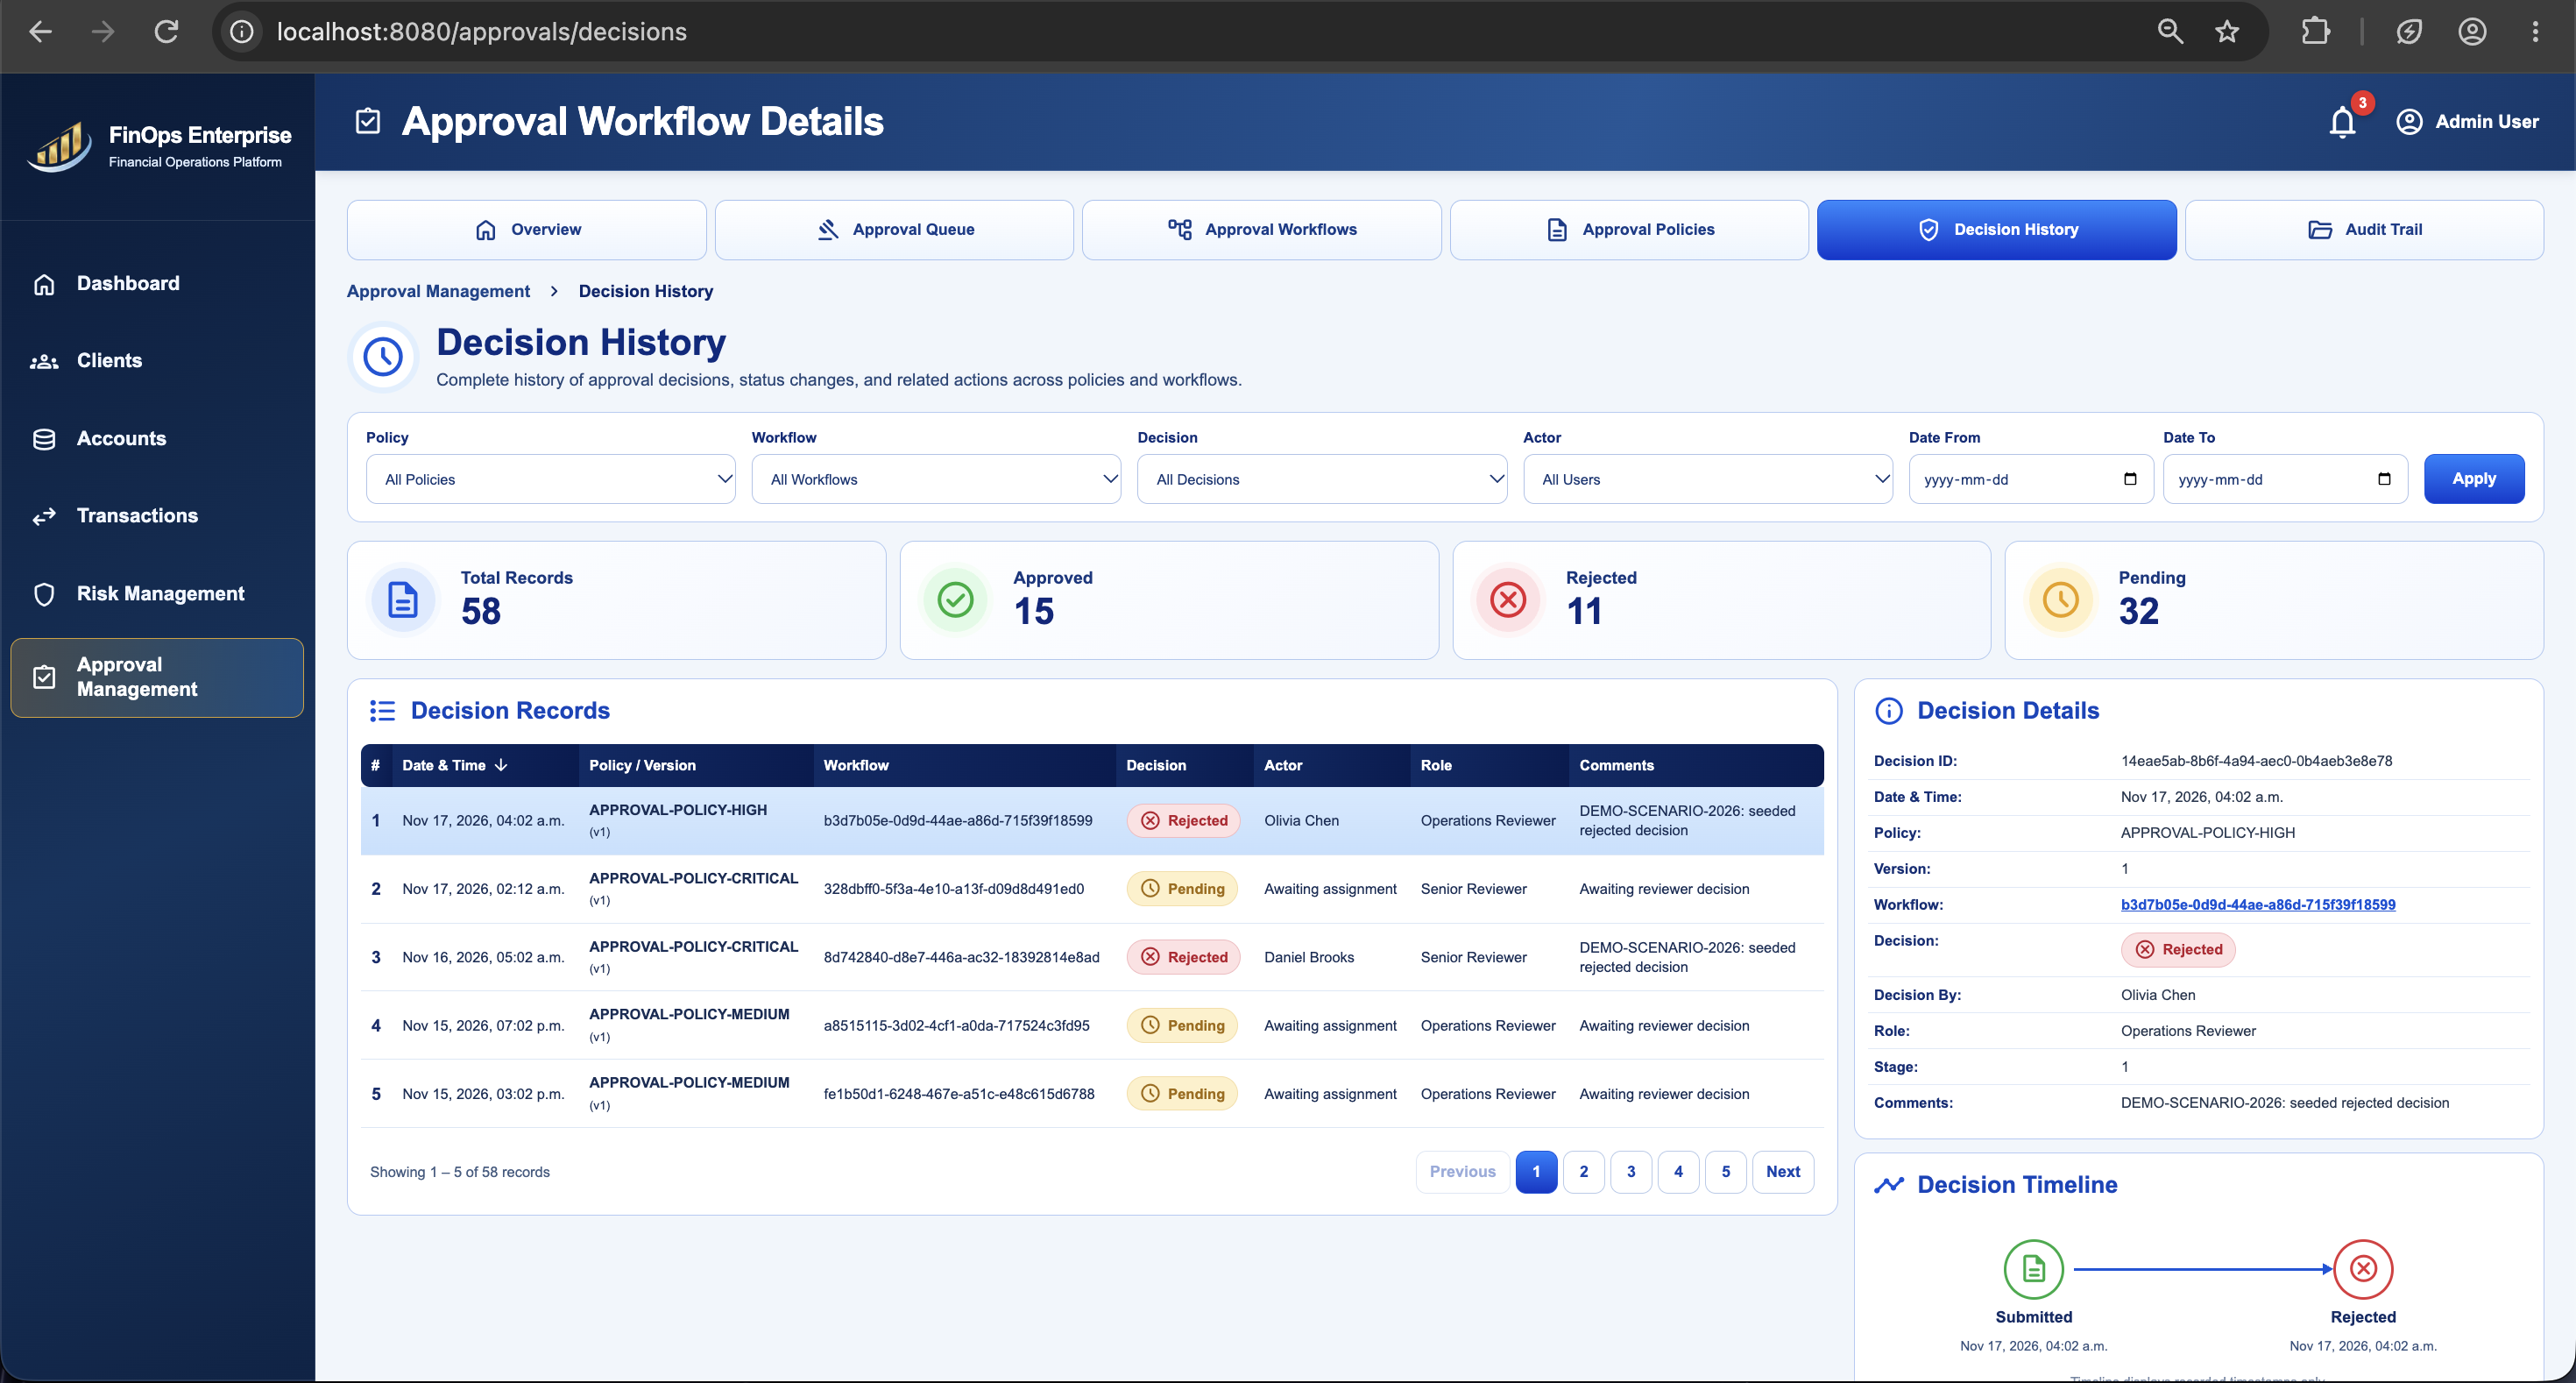 localhost:8080/approvals/decisions
FinOps Enterprise
Financial Operations Platform
Approval Workflow Details
3
Admin User
Dashboard
Clients
Accounts
Transactions
Risk Management
Approval
Management
Overview
Approval Queue
Approval Workflows
Approval Policies
Decision History
Audit Trail
Approval Management > Decision History
Decision History
Complete history of approval decisions, status changes, and related actions across policies and workflows.
Policy Workflow Decision Actor Date From Date To
All Policies All Workflows All Decisions All Users yyyy-mm-dd yyyy-mm-dd Apply
Total Records
58
Approved
15
Rejected
11
Pending
32
Decision Records
# Date & Time Policy / Version Workflow Decision Actor Role Comments
1 Nov 17, 2026, 04:02 a.m. APPROVAL-POLICY-HIGH (v1) b3d7b05e-0d9d-44ae-a86d-715f39f18599 Rejected Olivia Chen Operations Reviewer DEMO-SCENARIO-2026: seeded rejected decision
2 Nov 17, 2026, 02:12 a.m. APPROVAL-POLICY-CRITICAL (v1) 328dbff0-5f3a-4e10-a13f-d09d8d491ed0 Pending Awaiting assignment Senior Reviewer Awaiting reviewer decision
3 Nov 16, 2026, 05:02 a.m. APPROVAL-POLICY-CRITICAL (v1) 8d742840-d8e7-446a-ac32-18392814e8ad Rejected Daniel Brooks Senior Reviewer DEMO-SCENARIO-2026: seeded rejected decision
4 Nov 15, 2026, 07:02 p.m. APPROVAL-POLICY-MEDIUM (v1) a8515115-3d02-4cf1-a0da-717524c3fd95 Pending Awaiting assignment Operations Reviewer Awaiting reviewer decision
5 Nov 15, 2026, 03:02 p.m. APPROVAL-POLICY-MEDIUM (v1) fe1b50d1-6248-467e-a51c-e48c615d6788 Pending Awaiting assignment Operations Reviewer Awaiting reviewer decision
Showing 1 – 5 of 58 records
Previous 1 2 3 4 5 Next
Decision Details
Decision ID: 14eae5ab-8b6f-4a94-aec0-0b4aeb3e8e78
Date & Time: Nov 17, 2026, 04:02 a.m.
Policy: APPROVAL-POLICY-HIGH
Version: 1
Workflow: b3d7b05e-0d9d-44ae-a86d-715f39f18599
Decision: Rejected
Decision By: Olivia Chen
Role: Operations Reviewer
Stage: 1
Comments: DEMO-SCENARIO-2026: seeded rejected decision
Decision Timeline
Submitted Rejected
Nov 17, 2026, 04:02 a.m. Nov 17, 2026, 04:02 a.m.